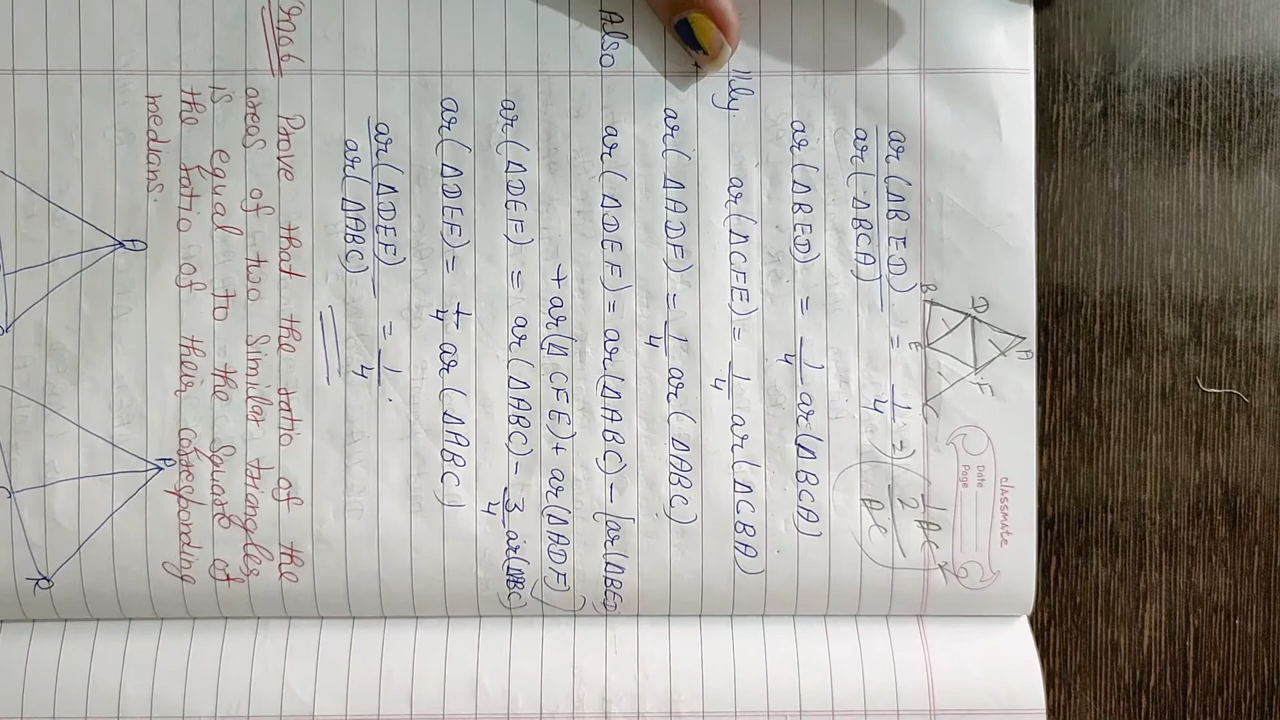 classmate
Date
Page
A
D
F
B
E
C
ar(ΔBED) = 1/4 ⇒ (1/2 AC / AC)²
ar(ΔBCA)
ar(ΔBED) = 1/4 ar(ΔBCA)
llly. ar(ΔCFE) = 1/4 ar(ΔCBA)
ar(ΔADF) = 1/4 ar(ΔABC)
Also ar(ΔDEF) = ar(ΔABC) - [ar(ΔBED)
+ ar(ΔCFE) + ar(ΔADF)]
ar(ΔDEF) = ar(ΔABC) - 3/4 ar(ΔABC)
ar(ΔDEF) = 1/4 ar(ΔABC)
ar(ΔDEF) = 1/4.
ar(ΔABC)
Prove that the ratio of the
areas of two Similar triangles
is equal to the Square of
the ratio of their corresponding
medians.
A
P
R